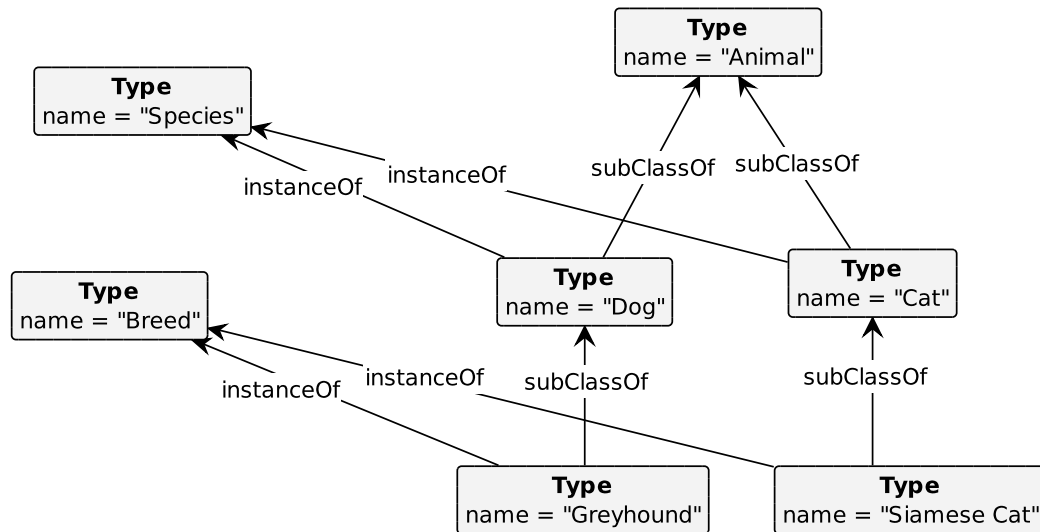 Type
name = "Animal"
Type
name = "Species"
subClassOf
subClassOf
instanceOf
instanceOf
Type
name = "Dog"
Type
name = "Cat"
Type
name = "Breed"
instanceOf
instanceOf
subClassOf
subClassOf
Type
name = "Greyhound"
Type
name = "Siamese Cat"